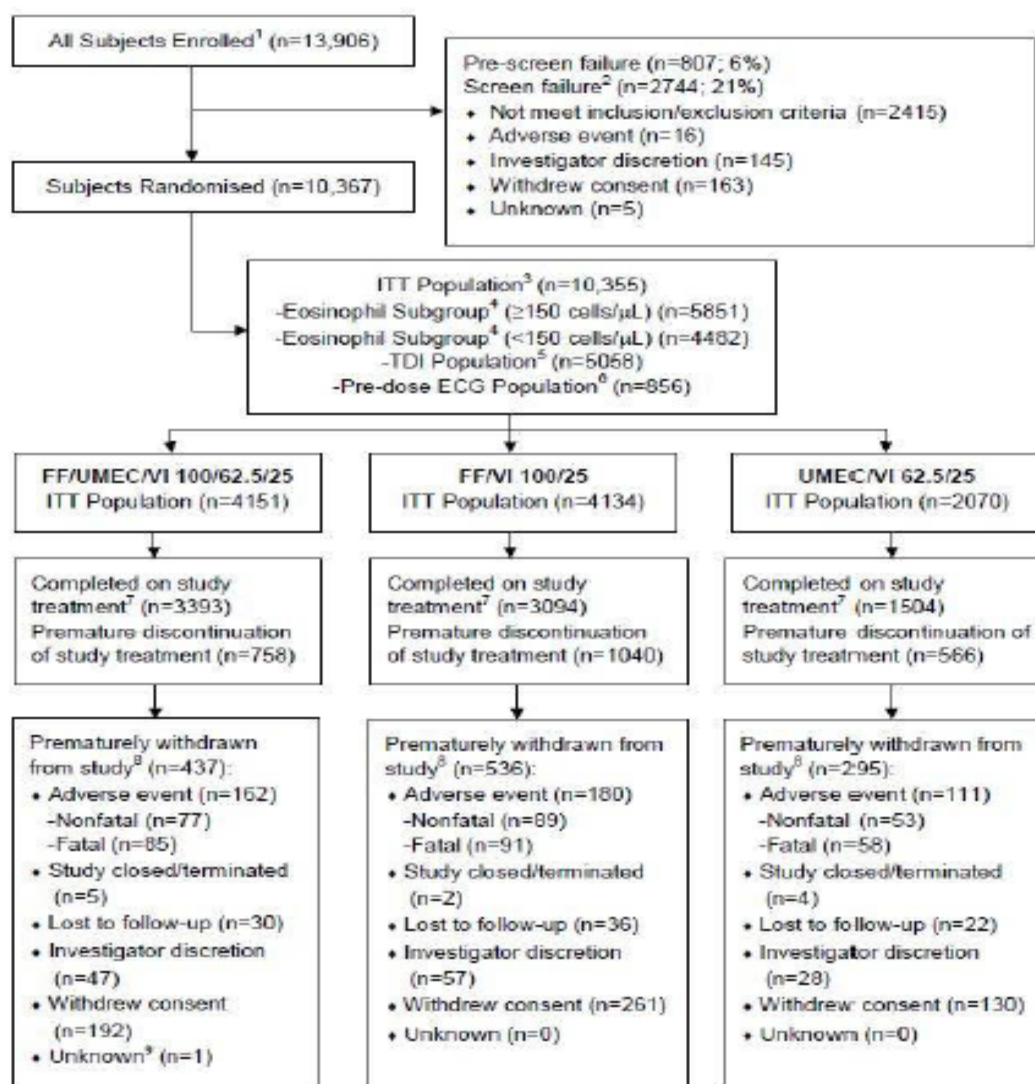 All Subjects Enrolled¹ (n=13,906)
Pre-screen failure (n=807; 6%)
Screen failure² (n=2744; 21%)
⬥ Not meet inclusion/exclusion criteria (n=2415)
⬥ Adverse event (n=16)
⬥ Investigator discretion (n=145)
⬥ Withdrew consent (n=163)
⬥ Unknown (n=5)
Subjects Randomised (n=10,367)
ITT Population³ (n=10,355)
-Eosinophil Subgroup⁴ (≥150 cells/µL) (n=5851)
-Eosinophil Subgroup⁴ (<150 cells/µL) (n=4482)
-TDI Population⁵ (n=5058)
-Pre-dose ECG Population⁶ (n=856)
FF/UMEC/VI 100/62.5/25
ITT Population (n=4151)
Completed on study
treatment⁷ (n=3393)
Premature discontinuation
of study treatment (n=758)
Prematurely withdrawn
from study⁸ (n=437):
⬥ Adverse event (n=162)
-Nonfatal (n=77)
-Fatal (n=85)
⬥ Study closed/terminated
(n=5)
⬥ Lost to follow-up (n=30)
⬥ Investigator discretion
(n=47)
⬥ Withdrew consent
(n=192)
⬥ Unknown⁹ (n=1)
FF/VI 100/25
ITT Population (n=4134)
Completed on study
treatment⁷ (n=3094)
Premature discontinuation
of study treatment (n=1040)
Prematurely withdrawn from
study⁸ (n=536):
⬥ Adverse event (n=180)
-Nonfatal (n=89)
-Fatal (n=91)
⬥ Study closed/terminated
(n=2)
⬥ Lost to follow-up (n=36)
⬥ Investigator discretion
(n=57)
⬥ Withdrew consent (n=261)
⬥ Unknown (n=0)
UMEC/VI 62.5/25
ITT Population (n=2070)
Completed on study
treatment⁷ (n=1504)
Premature discontinuation of
study treatment (n=566)
Prematurely withdrawn from
study⁸ (n=295):
⬥ Adverse event (n=111)
-Nonfatal (n=53)
-Fatal (n=58)
⬥ Study closed/terminated
(n=4)
⬥ Lost to follow-up (n=22)
⬥ Investigator discretion
(n=28)
⬥ Withdrew consent (n=130)
⬥ Unknown (n=0)